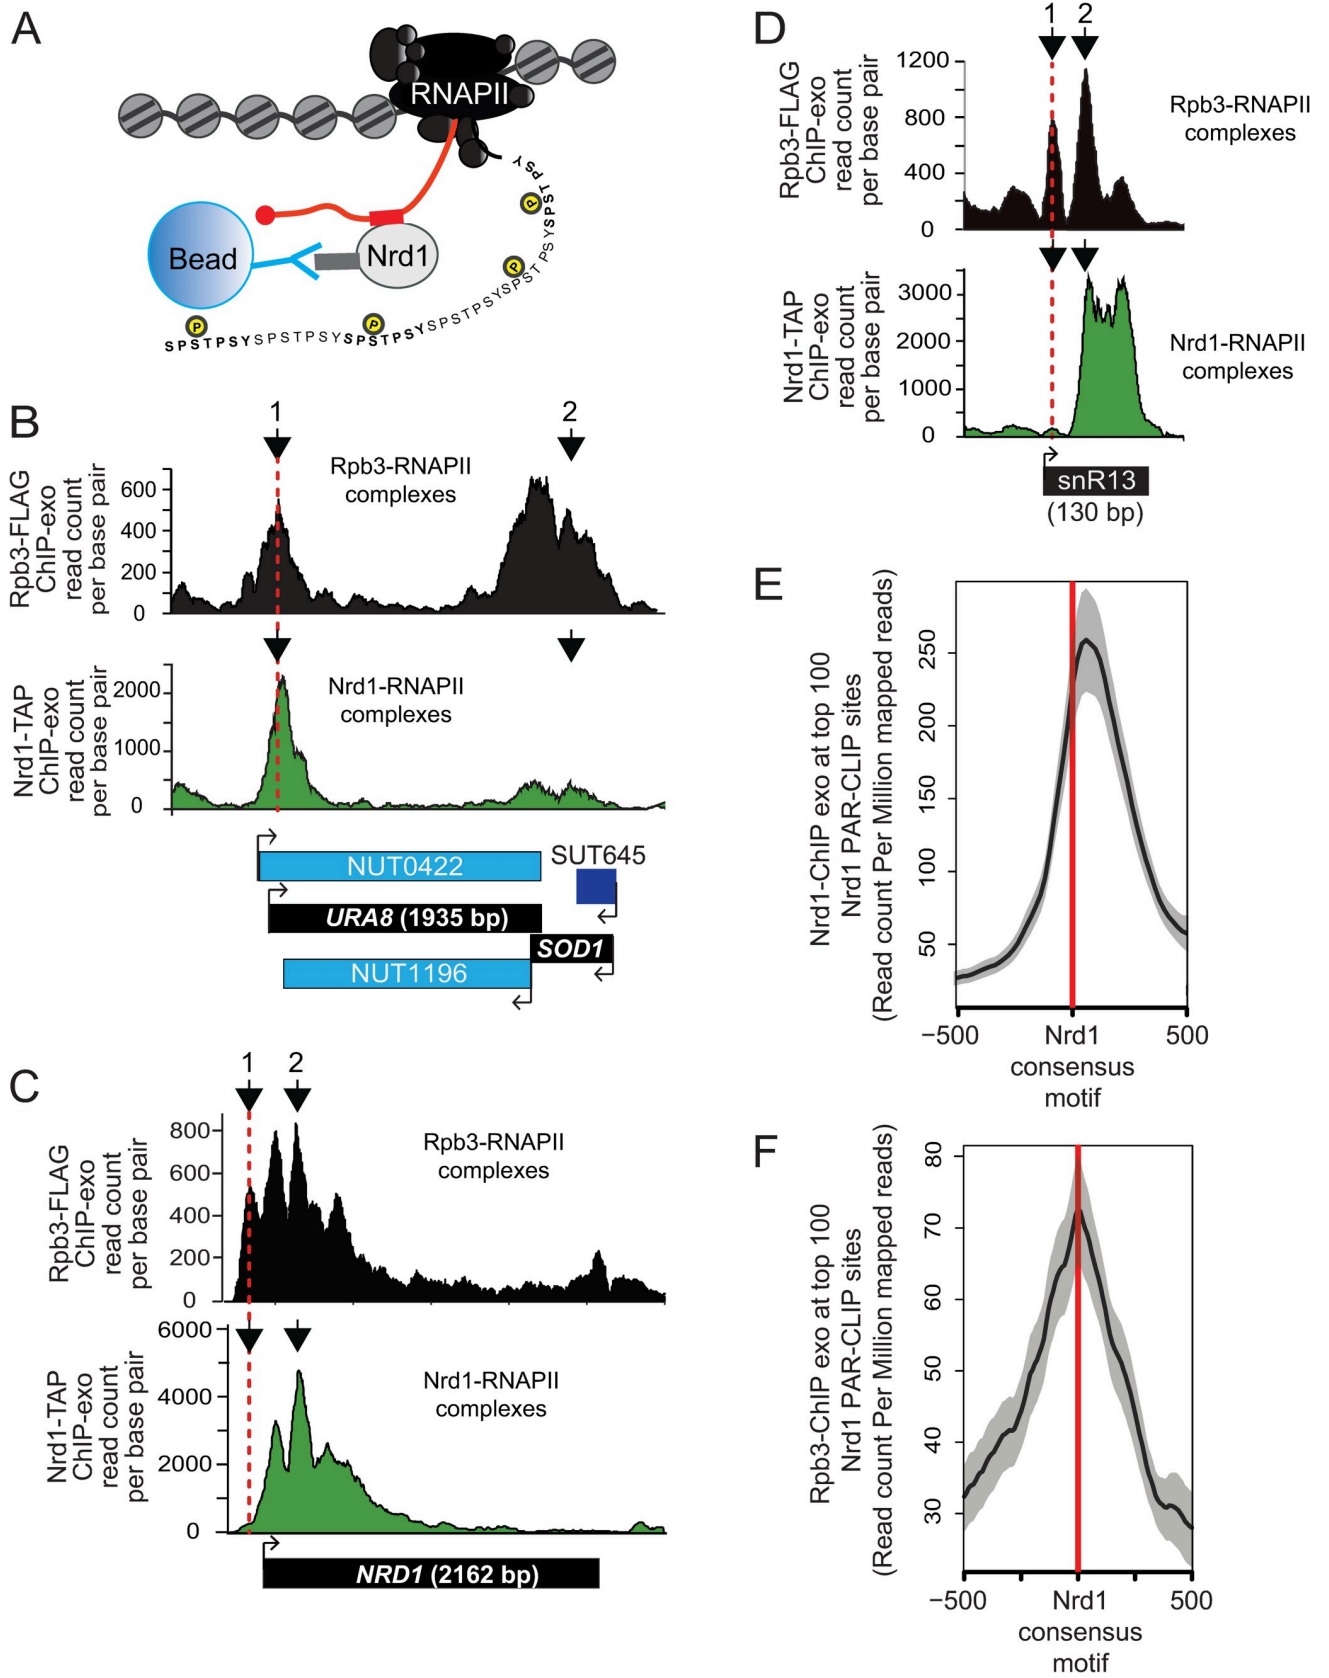 A
RNAPII
Bead
Nrd1
P
P
P
P
SPSTPSYSPSTPSYSPSTPSYSPSTPSYSPST PSYSPSTPSY
B
1
2
Rpb3-FLAG
ChIP-exo
read count
per base pair
600
400
200
0
Rpb3-RNAPII
complexes
Nrd1-TAP
ChIP-exo
read count
per base pair
2000
1000
0
Nrd1-RNAPII
complexes
NUT0422
SUT645
URA8 (1935 bp)
SOD1
NUT1196
C
1
2
Rpb3-FLAG
ChIP-exo
read count
per base pair
800
600
400
200
0
Rpb3-RNAPII
complexes
Nrd1-TAP
ChIP-exo
read count
per base pair
6000
4000
2000
0
Nrd1-RNAPII
complexes
NRD1 (2162 bp)
D
1
2
Rpb3-FLAG
ChIP-exo
read count
per base pair
1200
800
400
0
Rpb3-RNAPII
complexes
Nrd1-TAP
ChIP-exo
read count
per base pair
3000
2000
1000
0
Nrd1-RNAPII
complexes
snR13
(130 bp)
E
Nrd1-ChIP exo at top 100
Nrd1 PAR-CLIP sites
(Read count Per Million mapped reads)
250
200
150
100
50
−500
Nrd1
consensus
motif
500
F
Rpb3-ChIP exo at top 100
Nrd1 PAR-CLIP sites
(Read count Per Million mapped reads)
80
70
60
50
40
30
−500
Nrd1
consensus
motif
500